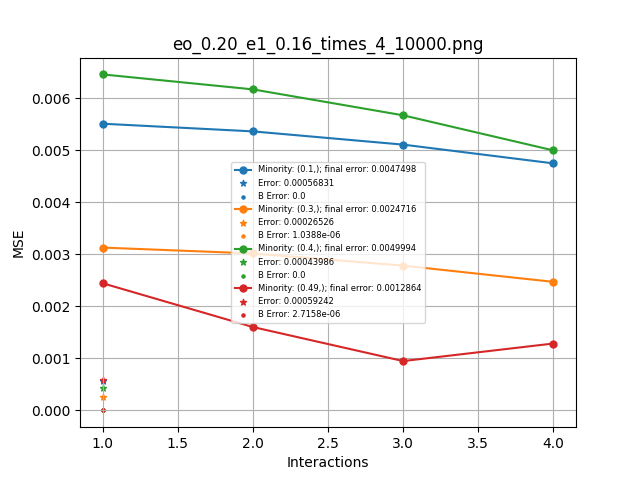 eo_0.20_e1_0.16_times_4_10000.png
0.006
0.005
0.004
0.003
0.002
0.001
0.000
MSE
Minority: (0.1,); final error: 0.0047498
Error: 0.00056831
B Error: 0.0
Minority: (0.3,); final error: 0.0024716
Error: 0.00026526
B Error: 1.0388e-06
Minority: (0.4,); final error: 0.0049994
Error: 0.00043986
B Error: 0.0
Minority: (0.49,); final error: 0.0012864
Error: 0.00059242
B Error: 2.7158e-06
1.0 1.5 2.0 2.5 3.0 3.5 4.0
Interactions